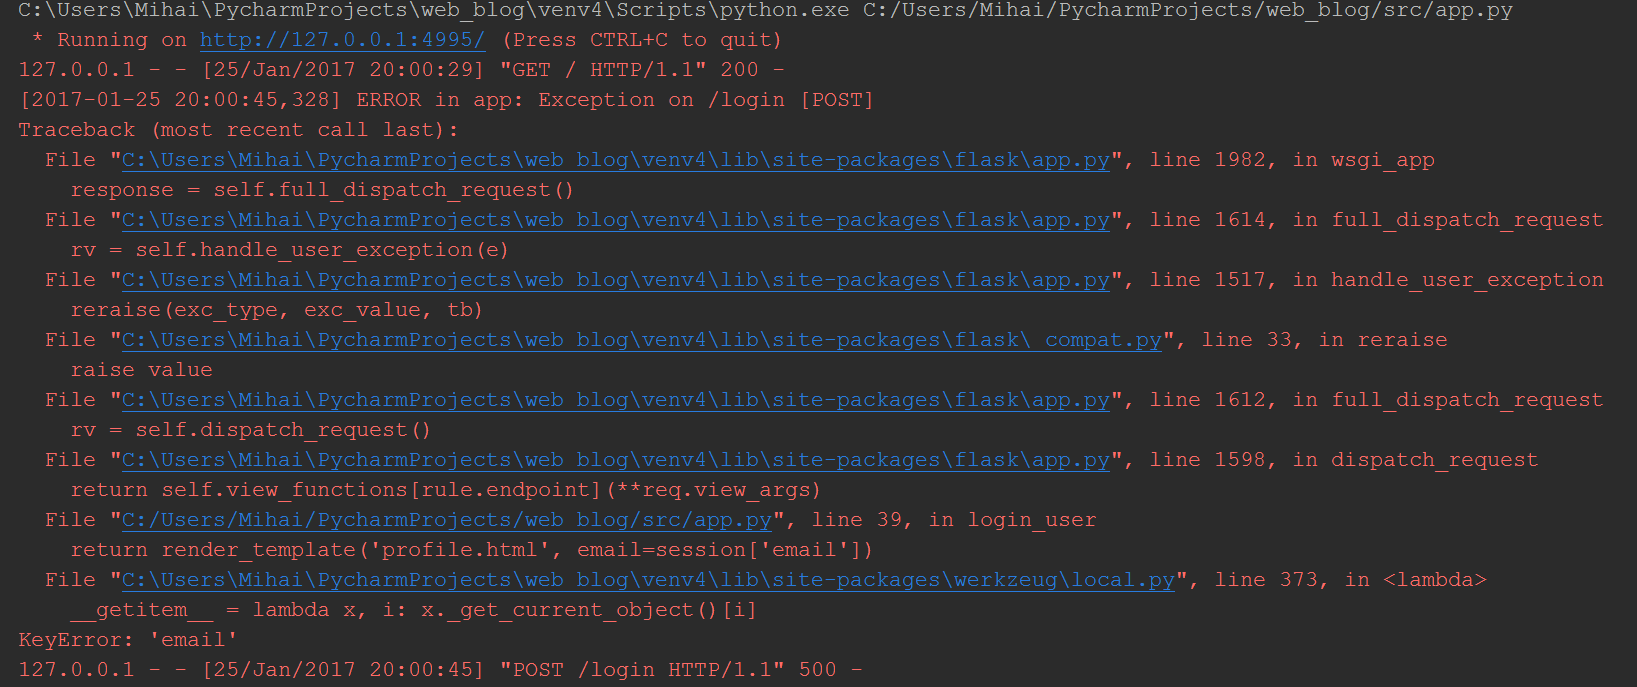 C:\Users\Mihai\PycharmProjects\web_blog\venv4\Scripts\python.exe C:/Users/Mihai/PycharmProjects/web_blog/src/app.py
 * Running on http://127.0.0.1:4995/ (Press CTRL+C to quit)
127.0.0.1 - - [25/Jan/2017 20:00:29] "GET / HTTP/1.1" 200 -
[2017-01-25 20:00:45,328] ERROR in app: Exception on /login [POST]
Traceback (most recent call last):
  File "C:\Users\Mihai\PycharmProjects\web_blog\venv4\lib\site-packages\flask\app.py", line 1982, in wsgi_app
    response = self.full_dispatch_request()
  File "C:\Users\Mihai\PycharmProjects\web_blog\venv4\lib\site-packages\flask\app.py", line 1614, in full_dispatch_request
    rv = self.handle_user_exception(e)
  File "C:\Users\Mihai\PycharmProjects\web_blog\venv4\lib\site-packages\flask\app.py", line 1517, in handle_user_exception
    reraise(exc_type, exc_value, tb)
  File "C:\Users\Mihai\PycharmProjects\web_blog\venv4\lib\site-packages\flask\_compat.py", line 33, in reraise
    raise value
  File "C:\Users\Mihai\PycharmProjects\web_blog\venv4\lib\site-packages\flask\app.py", line 1612, in full_dispatch_request
    rv = self.dispatch_request()
  File "C:\Users\Mihai\PycharmProjects\web_blog\venv4\lib\site-packages\flask\app.py", line 1598, in dispatch_request
    return self.view_functions[rule.endpoint](**req.view_args)
  File "C:/Users/Mihai/PycharmProjects/web_blog/src/app.py", line 39, in login_user
    return render_template('profile.html', email=session['email'])
  File "C:\Users\Mihai\PycharmProjects\web_blog\venv4\lib\site-packages\werkzeug\local.py", line 373, in <lambda>
    __getitem__ = lambda x, i: x._get_current_object()[i]
KeyError: 'email'
127.0.0.1 - - [25/Jan/2017 20:00:45] "POST /login HTTP/1.1" 500 -